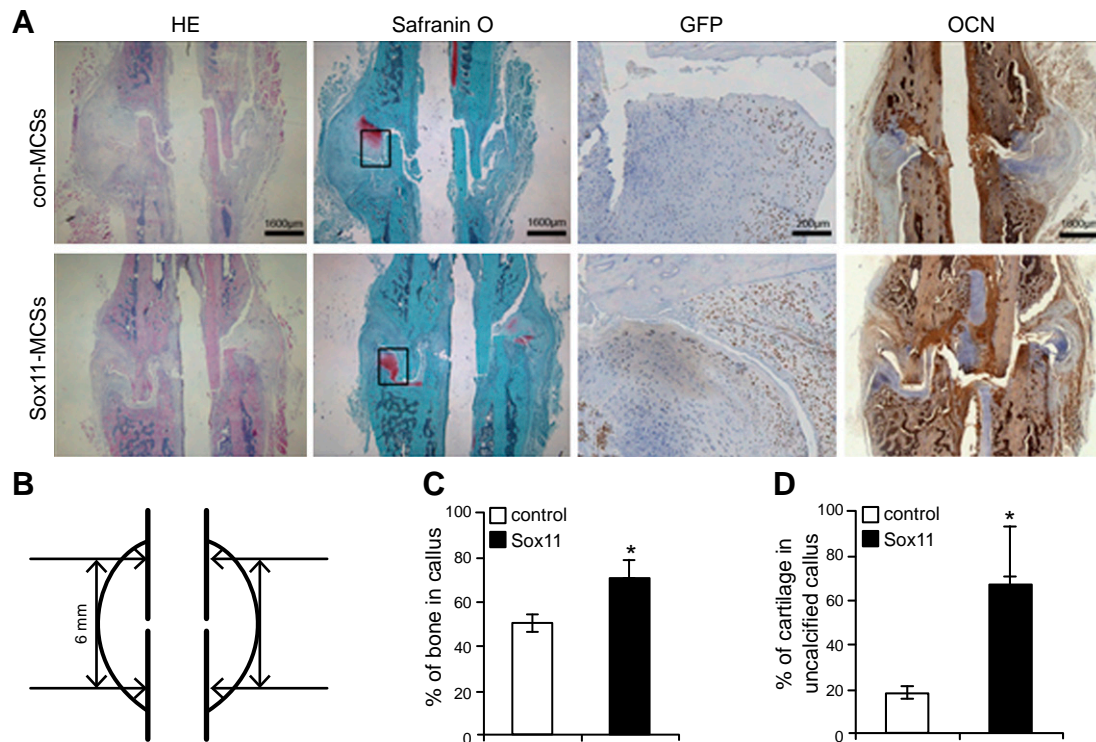 A
HE
Safranin O
GFP
OCN
con-MCSs
1600μm
1600μm
200μm
1600μm
Sox11-MCSs
B
6 mm
C
% of bone in callus
100
80
60
40
20
0
control
Sox11
*
D
% of cartilage in
uncalcified callus
100
80
60
40
20
0
control
Sox11
*